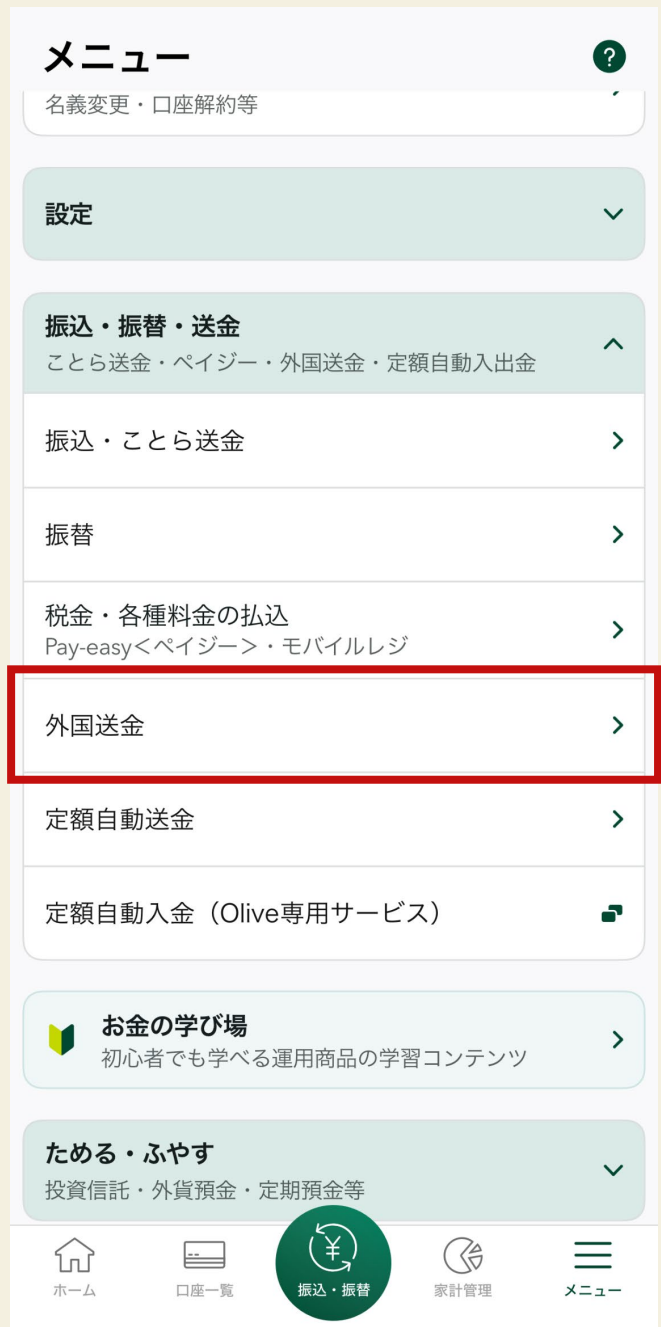 メニュー
?
名義変更・口座解約等
設定
振込・振替・送金
ことら送金・ペイジー・外国送金・定額自動入出金
振込・ことら送金
振替
税金・各種料金の払込
Pay-easy＜ペイジー＞・モバイルレジ
外国送金
定額自動送金
定額自動入金（Olive専用サービス）
お金の学び場
初心者でも学べる運用商品の学習コンテンツ
ためる・ふやす
投資信託・外貨預金・定期預金等
¥
ホーム 口座一覧 振込・振替 家計管理 メニュー